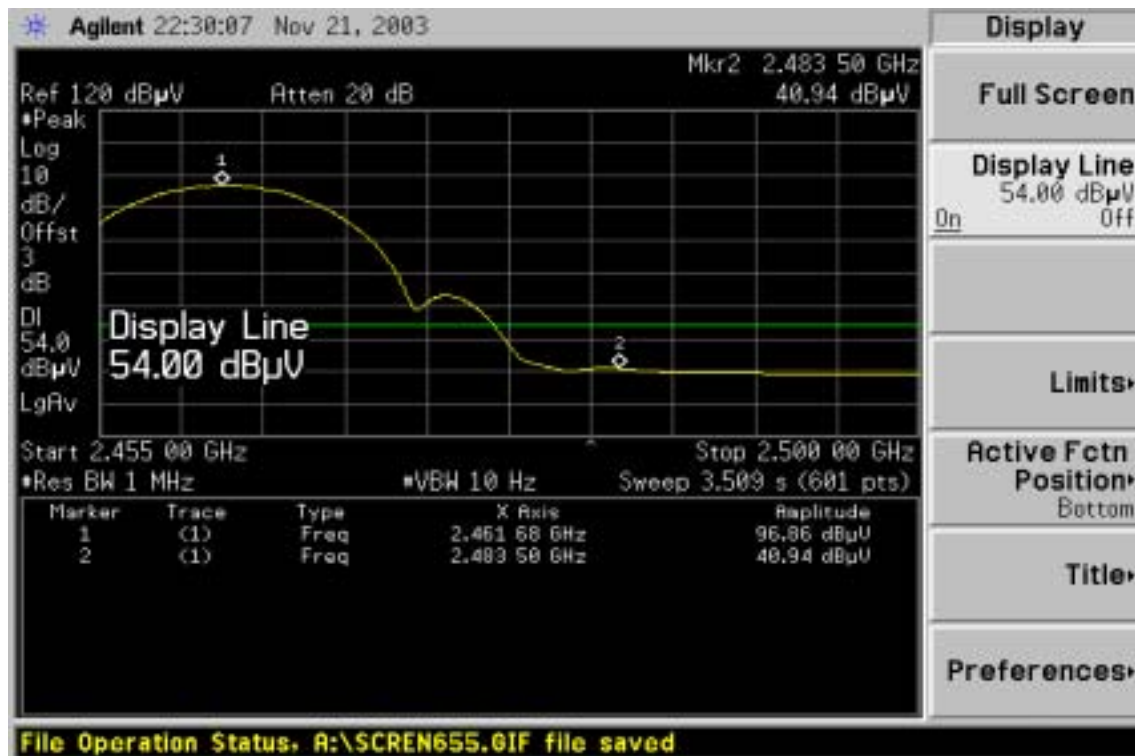 Agilent 22:30:07 Nov 21, 2003
Display
Mkr2 2.483 50 GHz
Ref 120 dBµV Atten 20 dB 40.94 dBµV
#Peak
Log
10
dB/
Offst
3
dB
DI
54.0
dBµV
LgAv
1
2
Display Line
54.00 dBµV
Start 2.455 00 GHz Stop 2.500 00 GHz
#Res BW 1 MHz #VBW 10 Hz Sweep 3.509 s (601 pts)
Marker Trace Type X Axis Amplitude
1 (1) Freq 2.461 68 GHz 96.86 dBµV
2 (1) Freq 2.483 50 GHz 40.94 dBµV
Full Screen
Display Line
54.00 dBµV
On Off
Limits
Active Fctn
Position
Bottom
Title
Preferences
File Operation Status, A:\SCREN655.GIF file saved